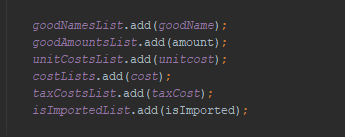 goodNamesList.add(goodName);
goodAmountsList.add(amount);
unitCostsList.add(unitcost);
costLists.add(cost);
taxCostsList.add(taxCost);
isImportedList.add(isImported);